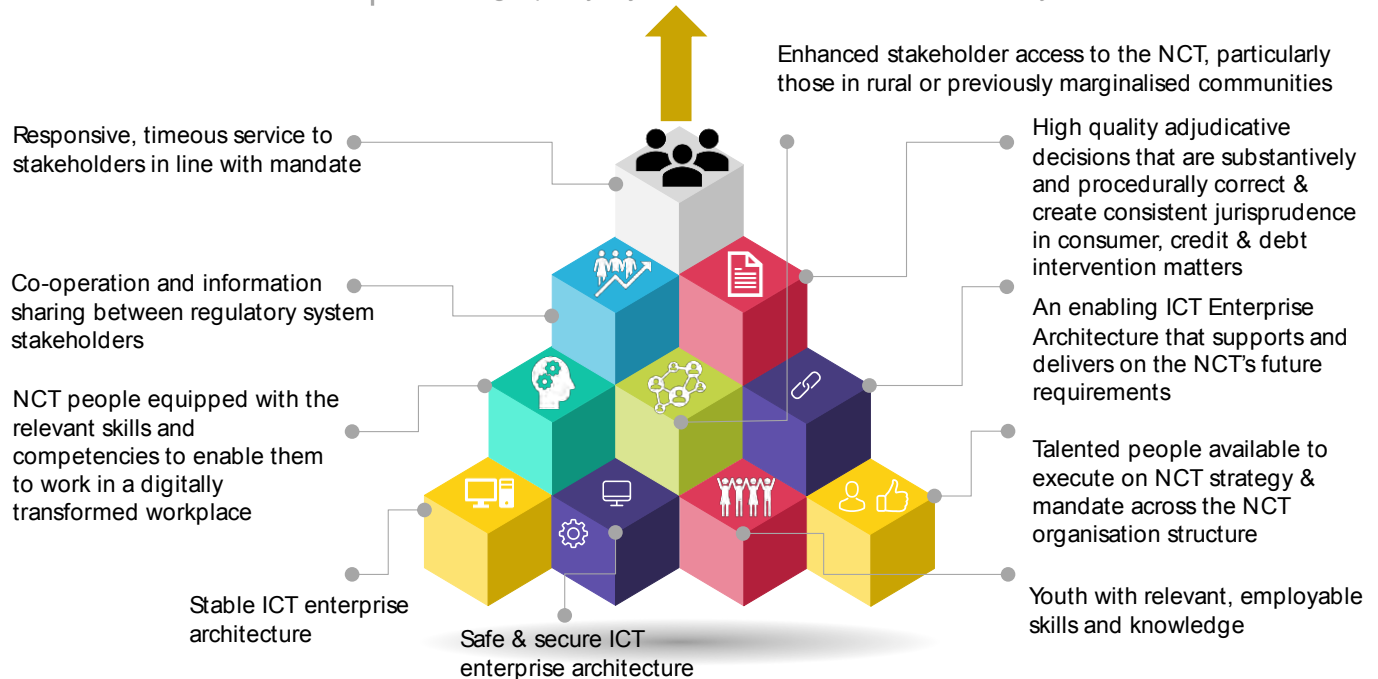 Enhanced stakeholder access to the NCT, particularly
those in rural or previously marginalised communities
Responsive, timeous service to
stakeholders in line with mandate
High quality adjudicative
decisions that are substantively
and procedurally correct &
create consistent jurisprudence
in consumer, credit & debt
intervention matters
Co-operation and information
sharing between regulatory system
stakeholders
An enabling ICT Enterprise
Architecture that supports and
delivers on the NCT's future
requirements
NCT people equipped with the
relevant skills and
competencies to enable them
to work in a digitally
transformed workplace
Talented people available to
execute on NCT strategy &
mandate across the NCT
organisation structure
Stable ICT enterprise
architecture
Safe & secure ICT
enterprise architecture
Youth with relevant, employable
skills and knowledge